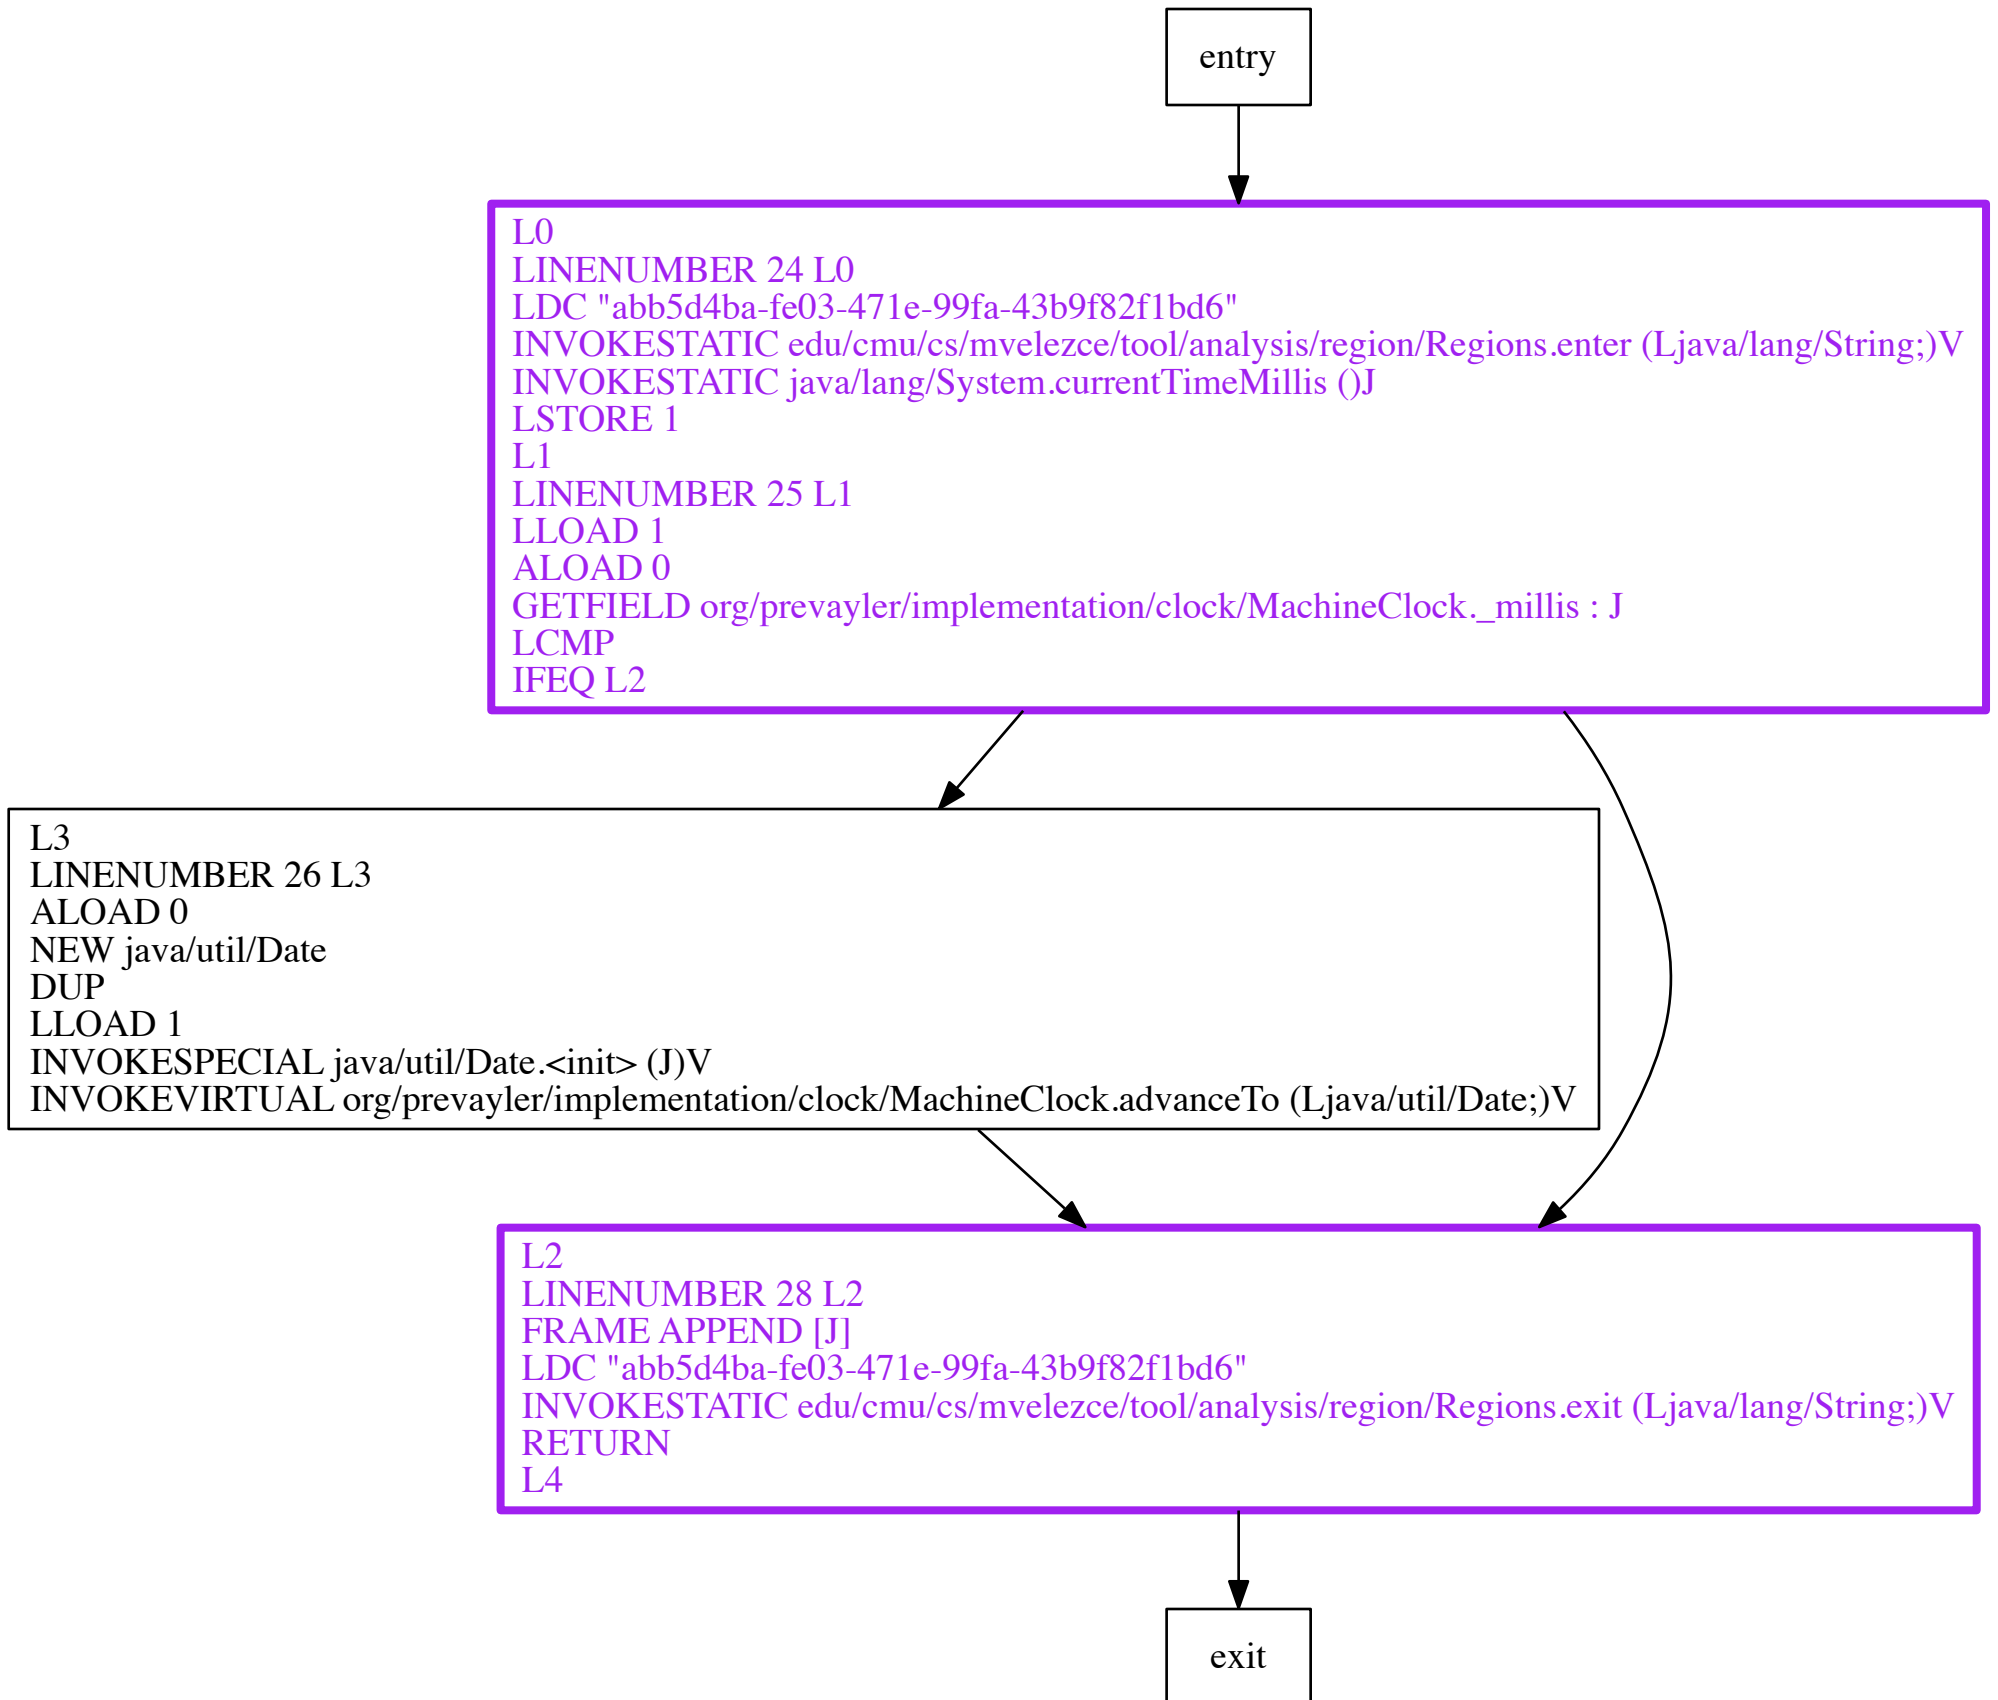 entry
L0
LINENUMBER 24 L0
LDC "abb5d4ba-fe03-471e-99fa-43b9f82f1bd6"
INVOKESTATIC edu/cmu/cs/mvelezce/tool/analysis/region/Regions.enter (Ljava/lang/String;)V
INVOKESTATIC java/lang/System.currentTimeMillis ()J
LSTORE 1
L1
LINENUMBER 25 L1
LLOAD 1
ALOAD 0
GETFIELD org/prevayler/implementation/clock/MachineClock._millis : J
LCMP
IFEQ L2
L3
LINENUMBER 26 L3
ALOAD 0
NEW java/util/Date
DUP
LLOAD 1
INVOKESPECIAL java/util/Date.<init> (J)V
INVOKEVIRTUAL org/prevayler/implementation/clock/MachineClock.advanceTo (Ljava/util/Date;)V
L2
LINENUMBER 28 L2
FRAME APPEND [J]
LDC "abb5d4ba-fe03-471e-99fa-43b9f82f1bd6"
INVOKESTATIC edu/cmu/cs/mvelezce/tool/analysis/region/Regions.exit (Ljava/lang/String;)V
RETURN
L4
exit